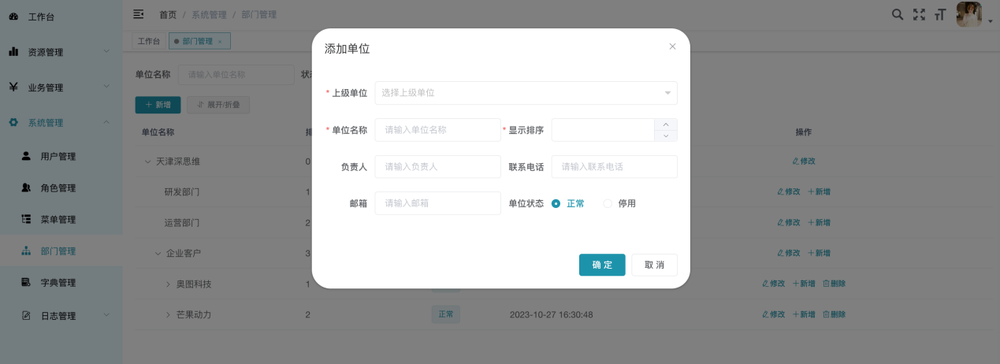 工作台
首页 / 系统管理 / 部门管理
工作台 部门管理 ×
资源管理
业务管理
系统管理
用户管理
角色管理
菜单管理
部门管理
字典管理
日志管理
单位名称 请输入单位名称
+ 新增 展开/折叠
单位名称 操作
天津深思维 0 修改
研发部门 1 修改 +新增
运营部门 2 修改 +新增
企业客户 3 修改 +新增
奥图科技 1 修改 +新增 删除
芒果动力 2 正常 2023-10-27 16:30:48 修改 +新增 删除
添加单位
* 上级单位 选择上级单位
* 单位名称 请输入单位名称 * 显示排序
负责人 请输入负责人 联系电话 请输入联系电话
邮箱 请输入邮箱 单位状态 正常 停用
确 定 取 消